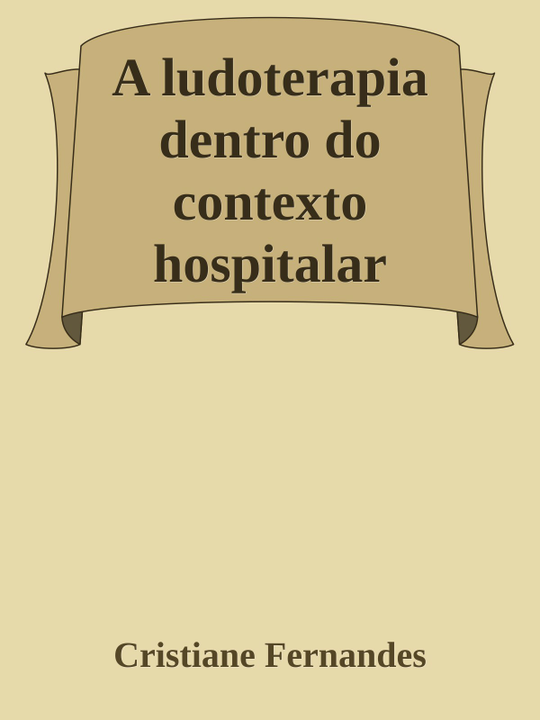 A ludoterapia
dentro do
contexto
hospitalar
Cristiane Fernandes